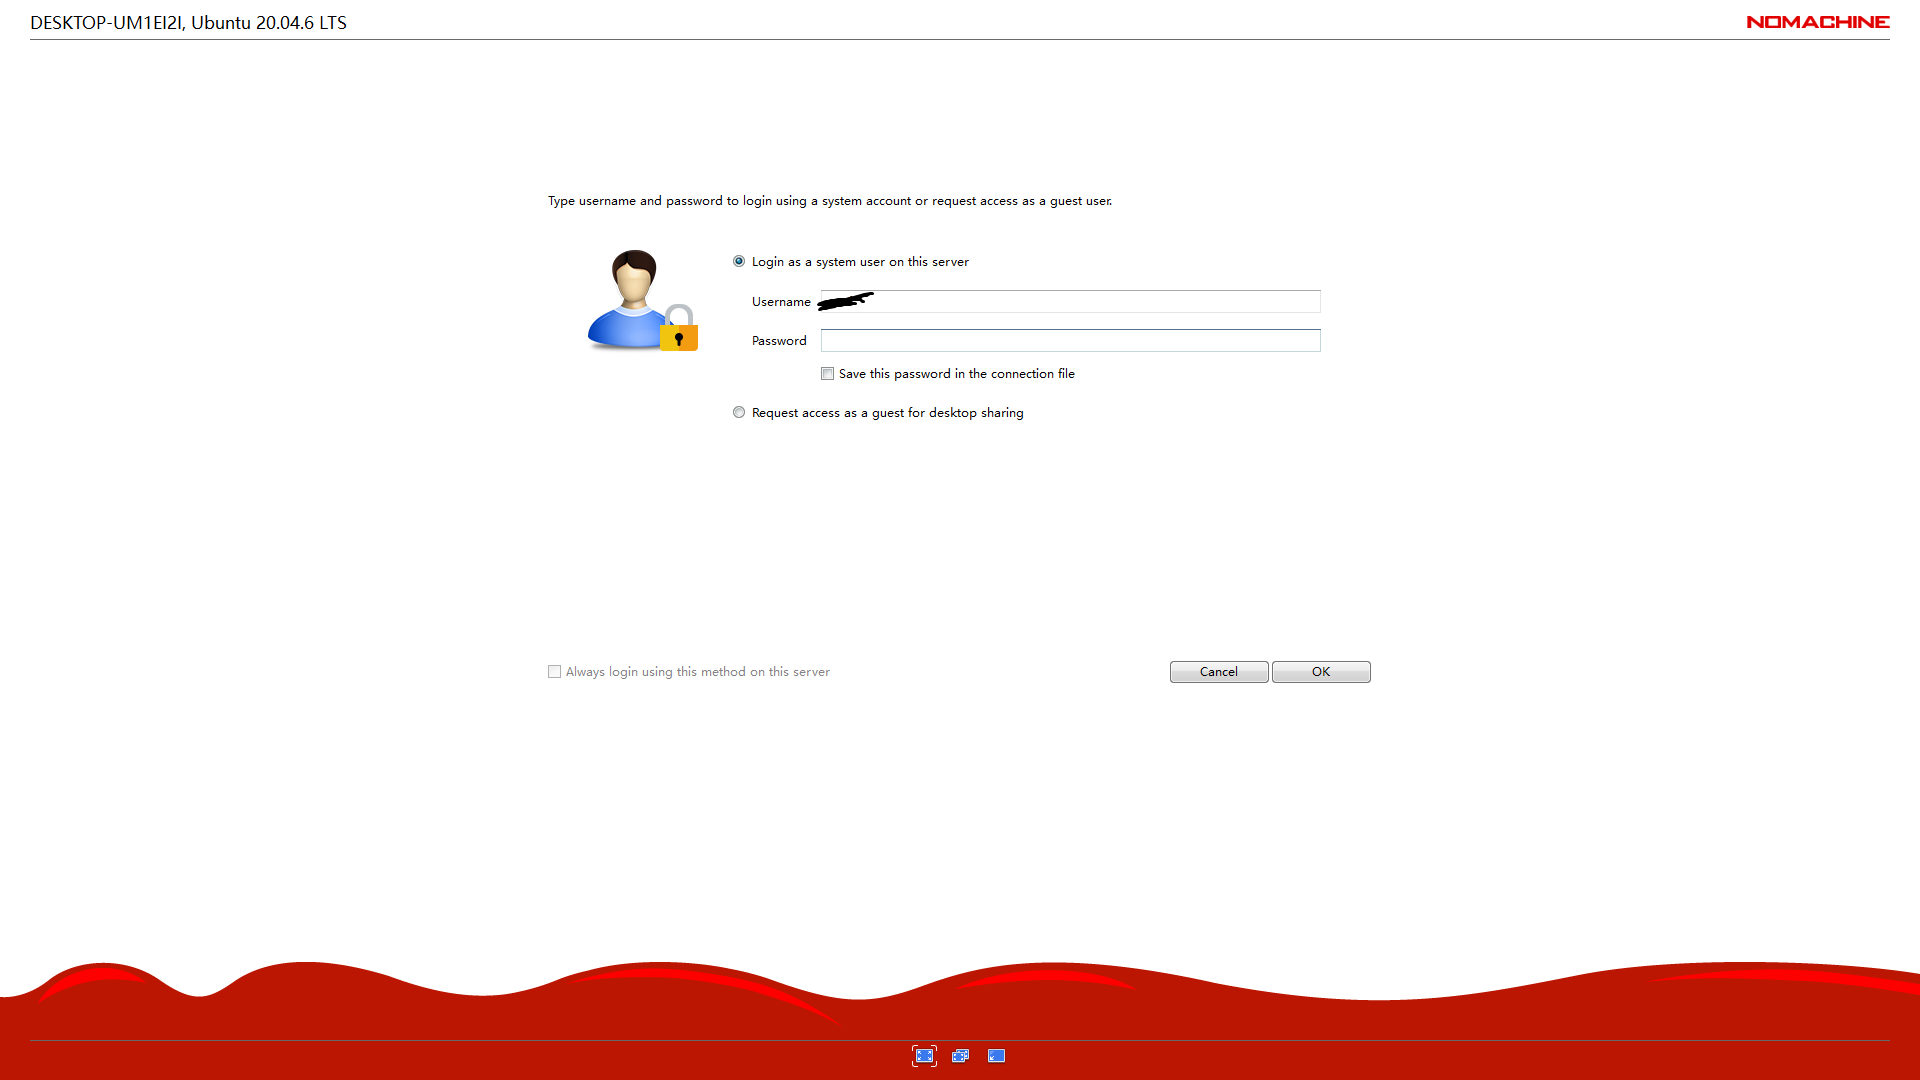 DESKTOP-UM1EI2I, Ubuntu 20.04.6 LTS
NOMACHINE
Type username and password to login using a system account or request access as a guest user.
Login as a system user on this server
Username
Password
Save this password in the connection file
Request access as a guest for desktop sharing
Always login using this method on this server
Cancel
OK